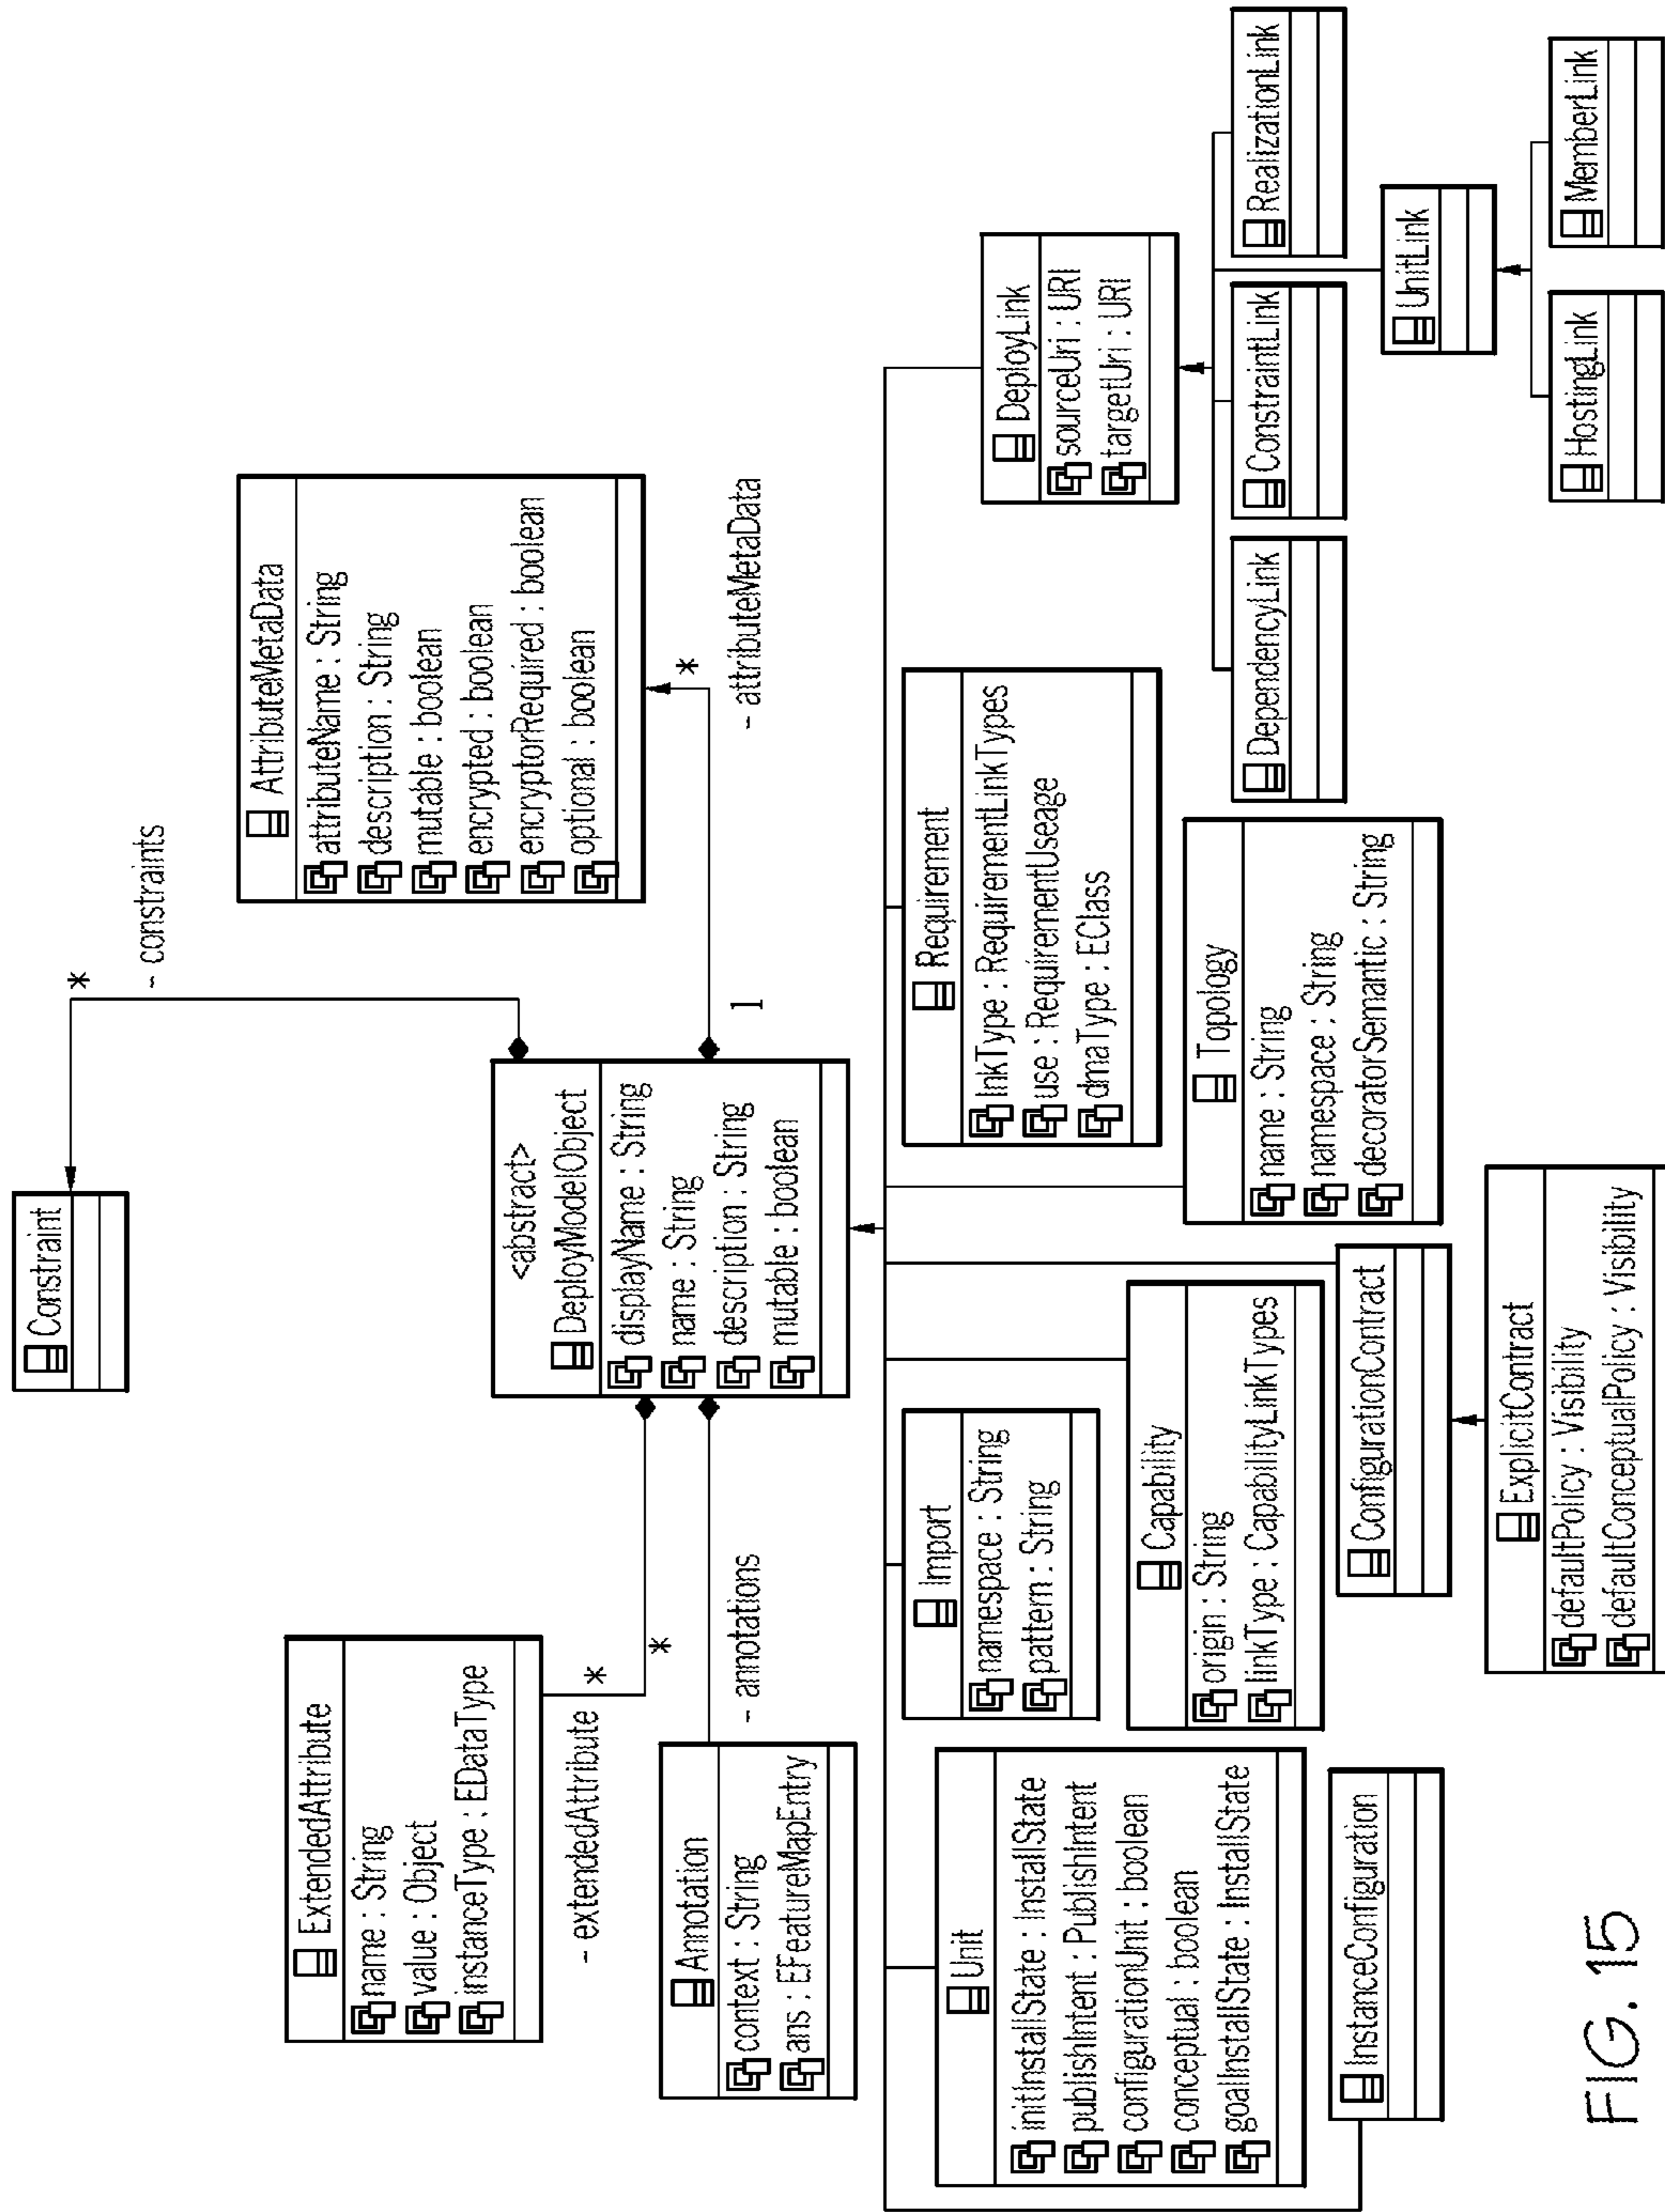 Constraint
*
~ constraints
<abstract>
DeployModelObject
displayName : String
name : String
description : String
mutable : boolean
AttributeMetaData
attributeName : String
description : String
mutable : boolean
encrypted : boolean
encryptorRequired : boolean
optional : boolean
1
*
~ attributeMetaData
ExtendedAttribute
name : String
value : Object
instanceType : EDataType
~ extendedAttribute
*
*
Annotation
context : String
ans : EFeatureMapEntry
~ annotations
Unit
initInstallState : InstallState
publishIntent : PublishIntent
configurationUnit : boolean
conceptual : boolean
goalInstallState : InstallState
Import
namespace : String
pattern : String
Requirement
lnkType : RequirementLinkTypes
use : RequirementUseage
dmaType : EClass
DeployLink
sourceUri : URI
targetUri : URI
Capability
origin : String
linkType : CapabilityLinkTypes
Topology
name : String
namespace : String
decoratorSemantic : String
DependencyLink
ConstraintLink
RealizationLink
InstanceConfiguration
ConfigurationContract
UnitLink
ExplicitContract
defaultPolicy : Visibility
defaultConceptualPolicy : Visibility
HostingLink
MemberLink
FIG. 15